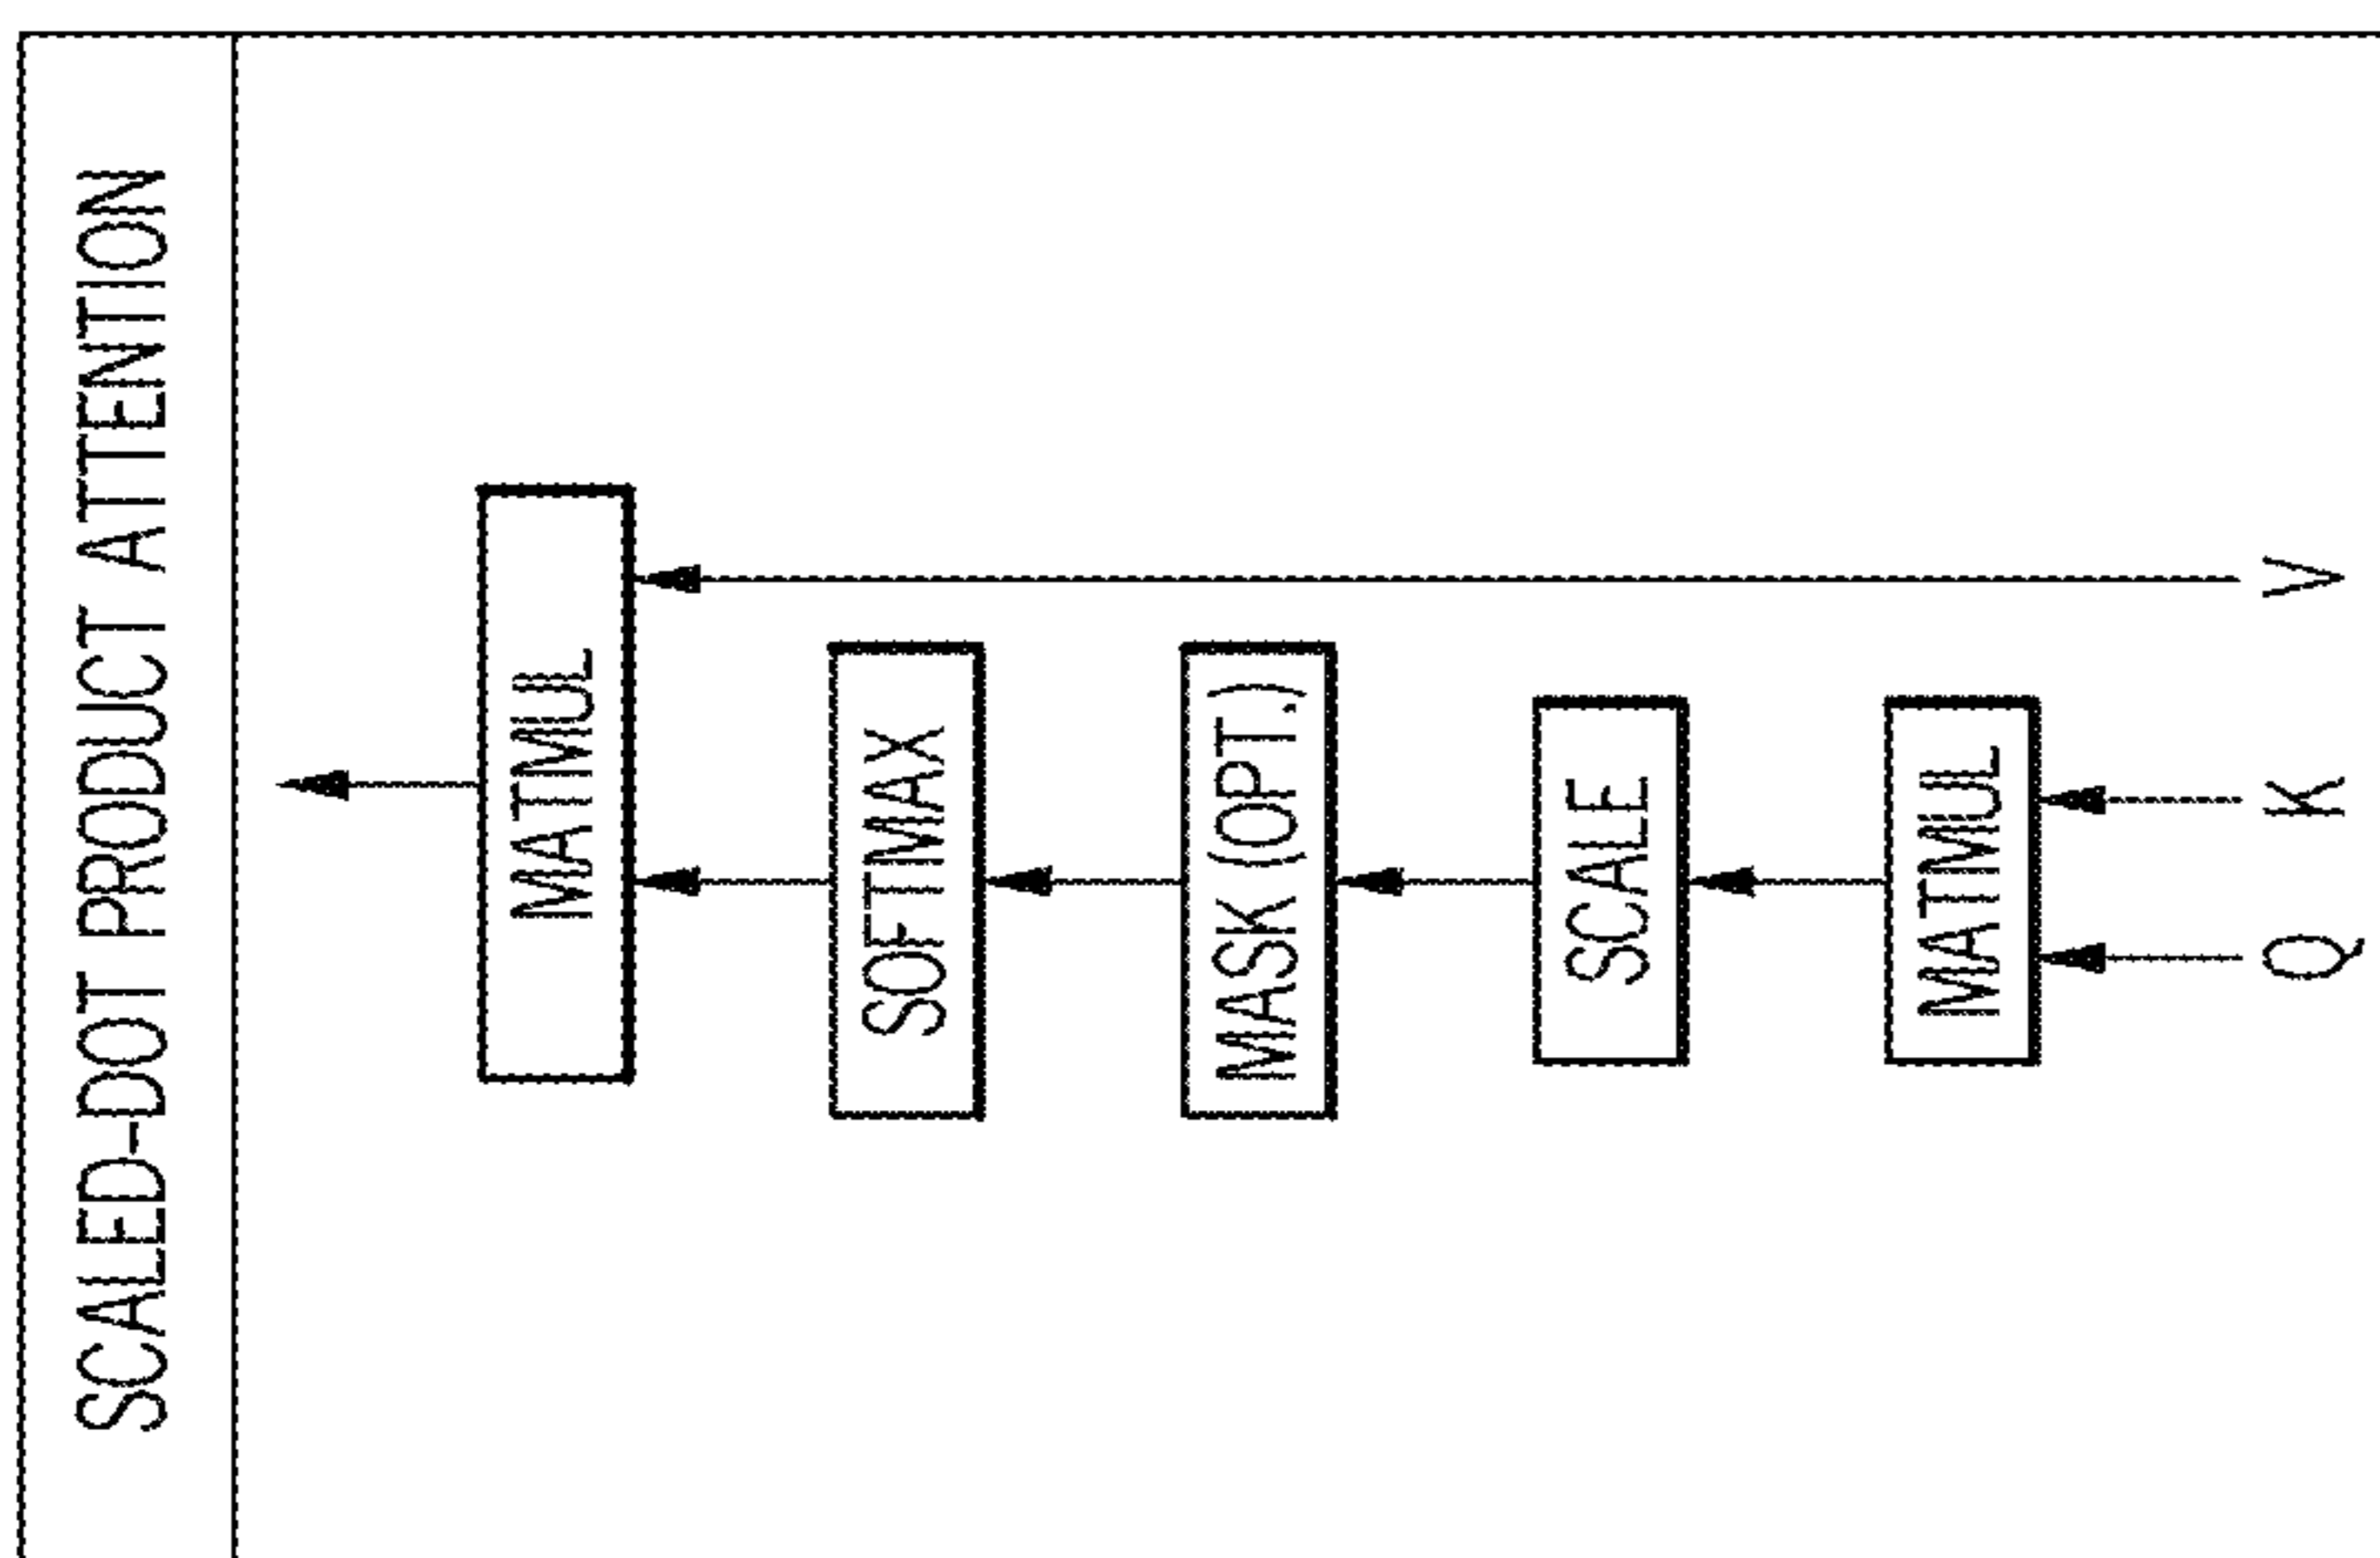 SCALED-DOT PRODUCT ATTENTION
MATMUL
SOFTMAX
MASK (OPT.)
SCALE
MATMUL
Q K V